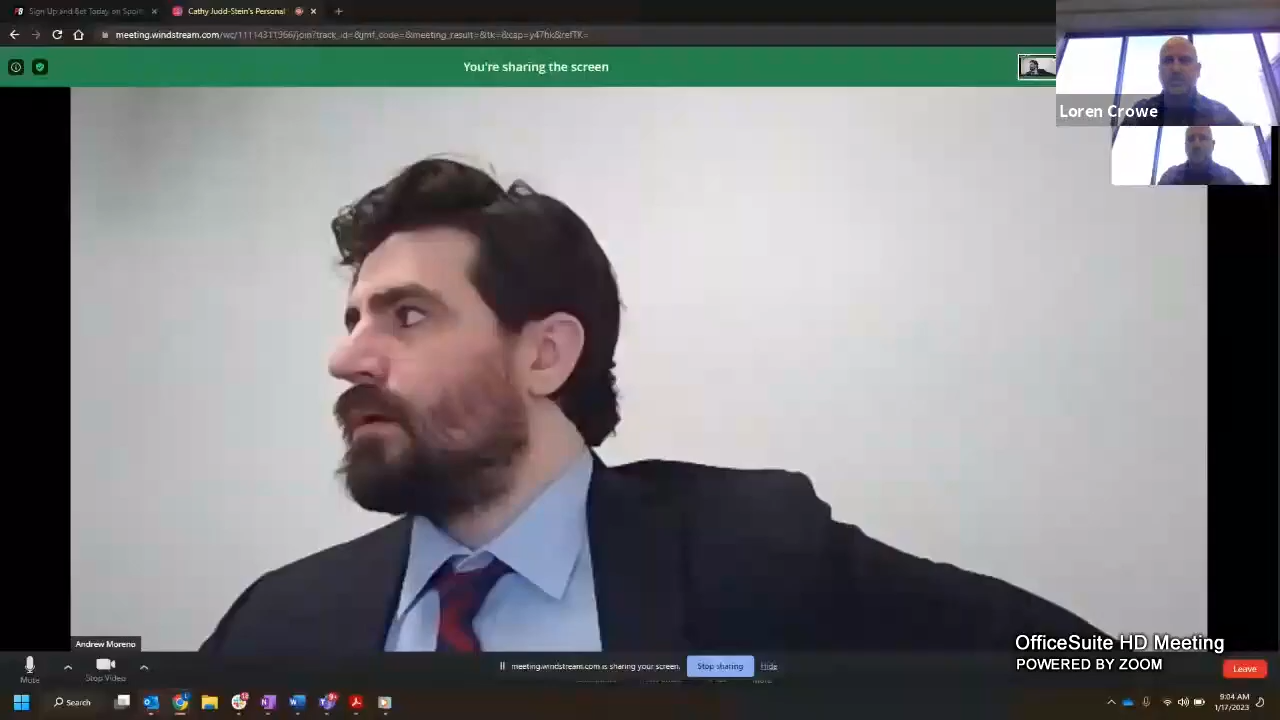 Sign Up and Bet Today on Sports
Cathy Judd-Stein's Personal
You're sharing the screen
Loren Crowe
Andrew Moreno
OfficeSuite HD Meeting
POWERED BY ZOOM
Mute
Stop Video
meeting.windstream.com is sharing your screen.
Stop sharing
Hide
Leave
Search
9:04 AM
1/17/2023